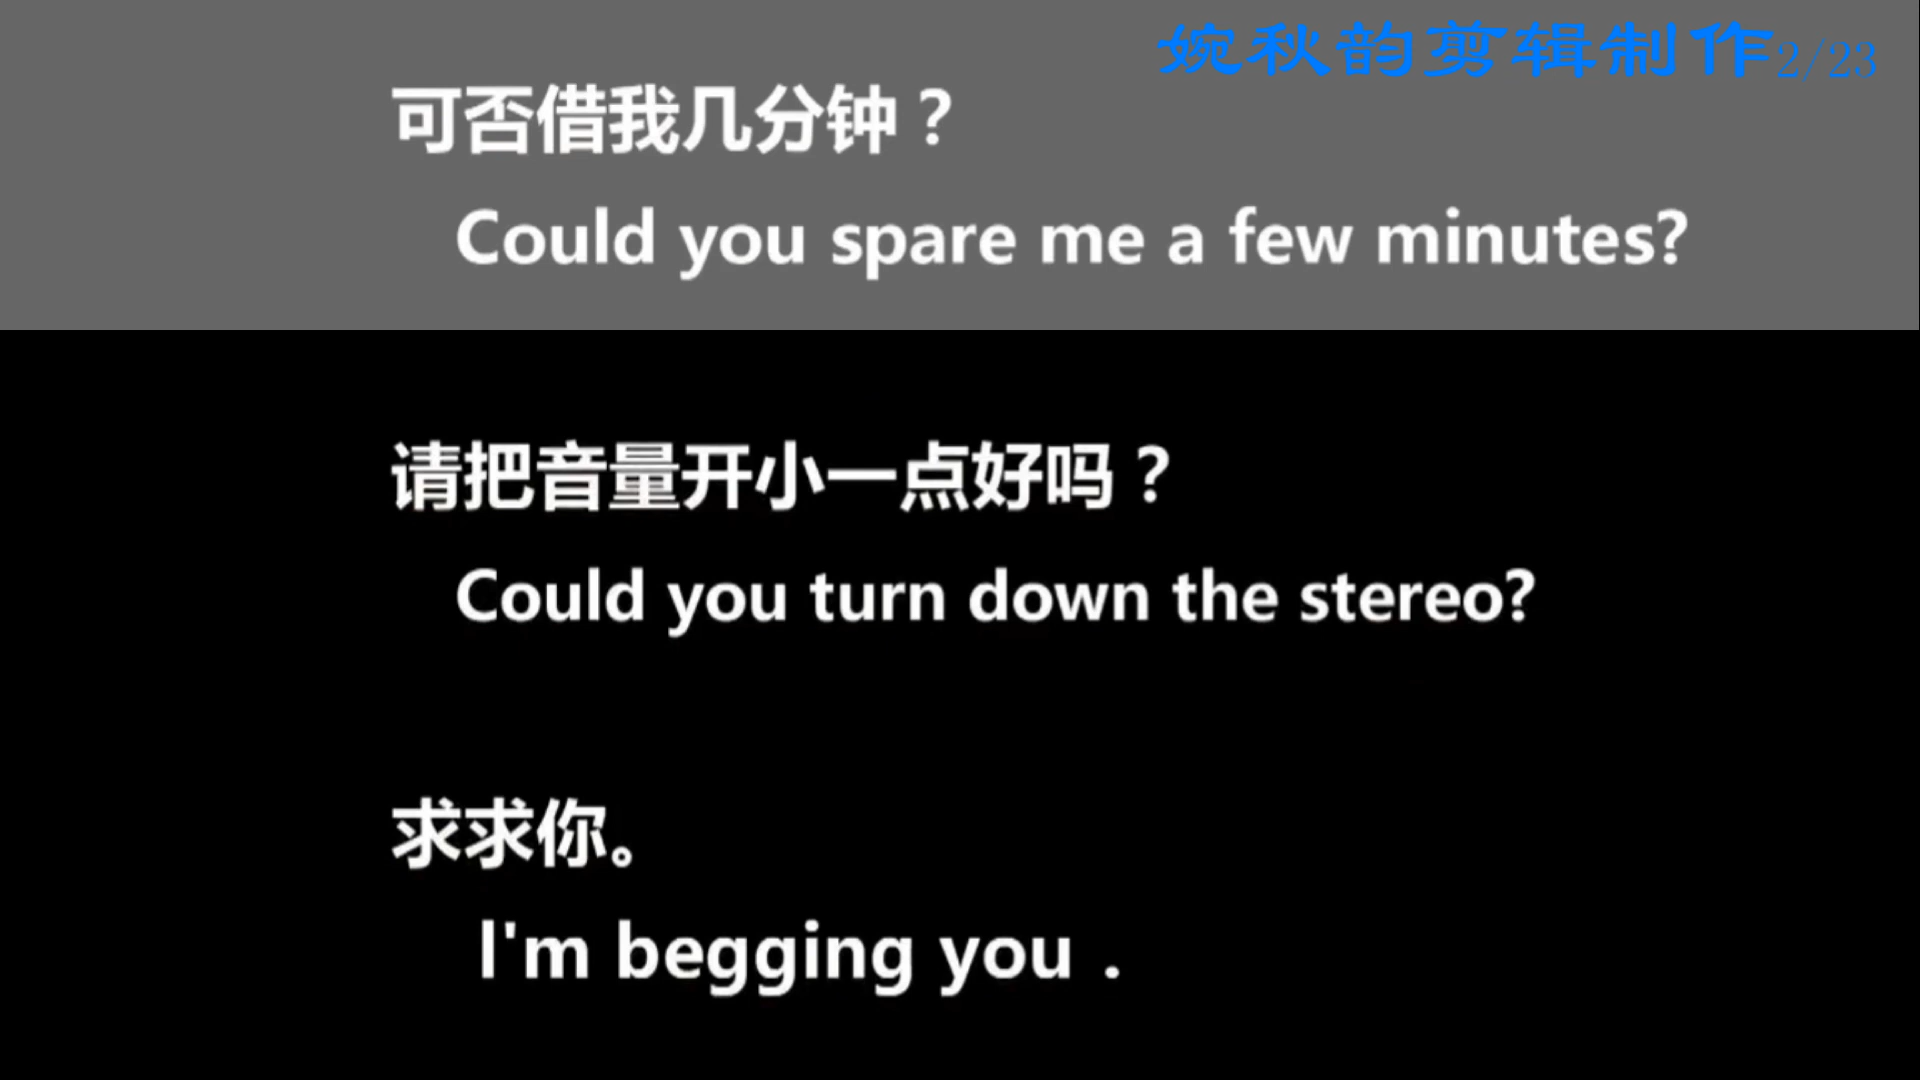 婉秋韵剪辑制作2/23
可否借我几分钟？
Could you spare me a few minutes?
请把音量开小一点好吗？
Could you turn down the stereo?
求求你。
I'm begging you .